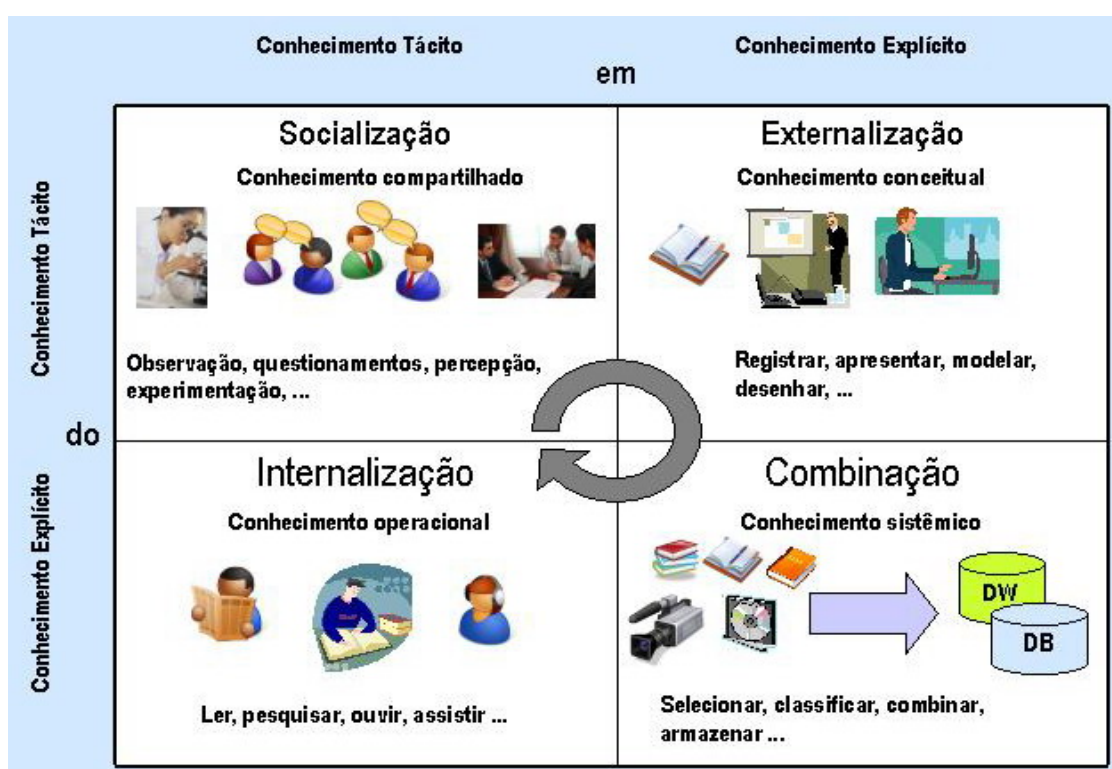 Conhecimento Tácito
Conhecimento Explícito
em
Conhecimento Tácito
do
Conhecimento Explícito
Socialização
Conhecimento compartilhado
Observação, questionamentos, percepção,
experimentação, ...
Externalização
Conhecimento conceitual
Registrar, apresentar, modelar,
desenhar, ...
Internalização
Conhecimento operacional
Ler, pesquisar, ouvir, assistir ...
Combinação
Conhecimento sistêmico
DW
DB
Selecionar, classificar, combinar,
armazenar ...